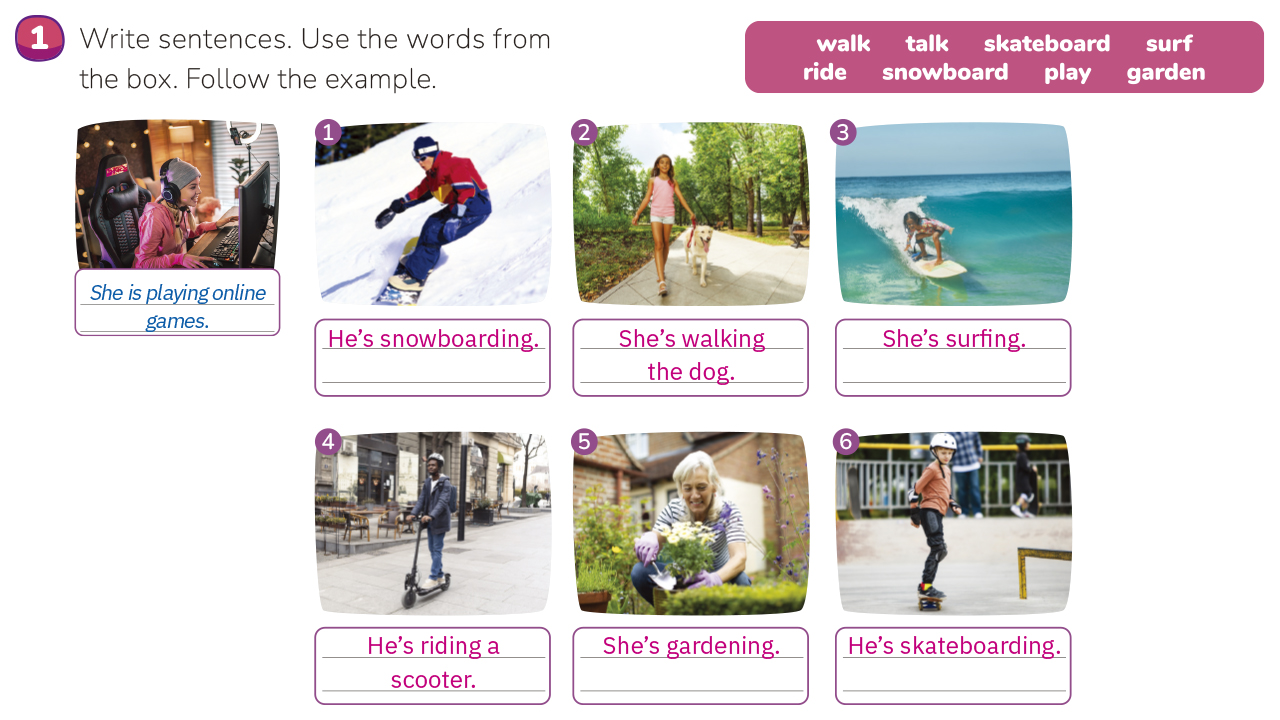 1
Write sentences. Use the words from
the box. Follow the example.
walk talk skateboard surf
ride snowboard play garden
She is playing online
games.
1
He's snowboarding.
2
She's walking
the dog.
3
She's surfing.
4
He's riding a
scooter.
5
She's gardening.
6
He's skateboarding.